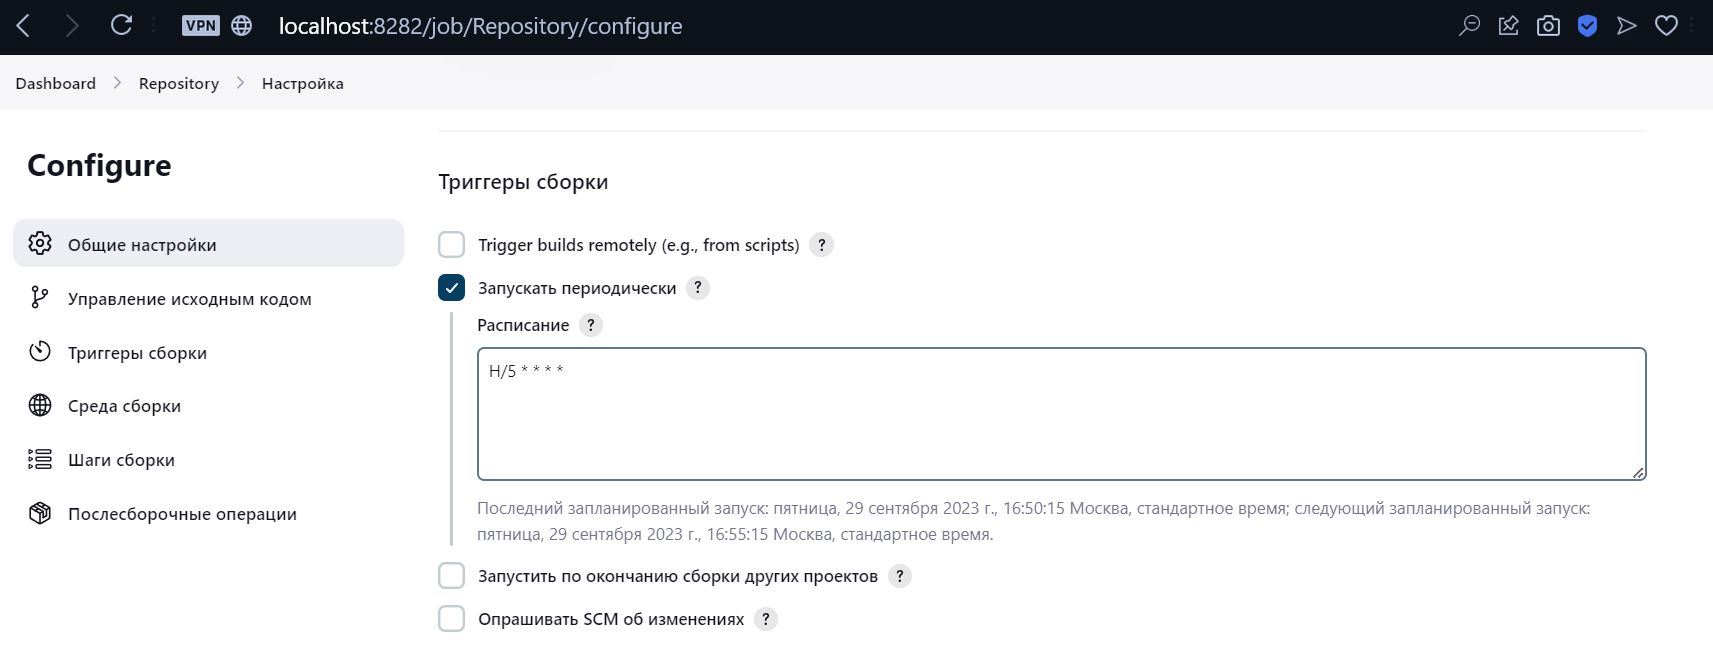 VPN localhost:8282/job/Repository/configure
Dashboard Repository Настройка
Configure
Общие настройки
Управление исходным кодом
Триггеры сборки
Среда сборки
Шаги сборки
Послесборочные операции
Триггеры сборки
Trigger builds remotely (e.g., from scripts) ?
Запускать периодически ?
Расписание ?
H/5 * * * *
Последний запланированный запуск: пятница, 29 сентября 2023 г., 16:50:15 Москва, стандартное время; следующий запланированный запуск:
пятница, 29 сентября 2023 г., 16:55:15 Москва, стандартное время.
Запустить по окончанию сборки других проектов ?
Опрашивать SCM об изменениях ?